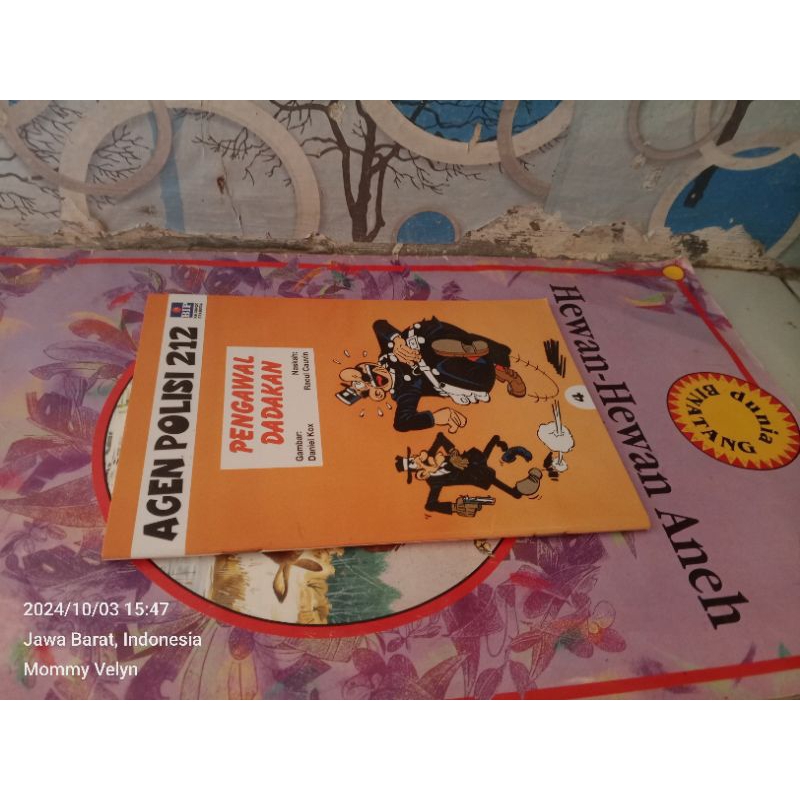 AGEN POLISI 212
BIP
PENGAWAL
DADAKAN
Gambar:
Daniel Kox
Naskah:
Raoul Cauvin
4
Hewan-Hewan Aneh
dunia
BINATANG
2024/10/03 15:47
Jawa Barat, Indonesia
Mommy Velyn